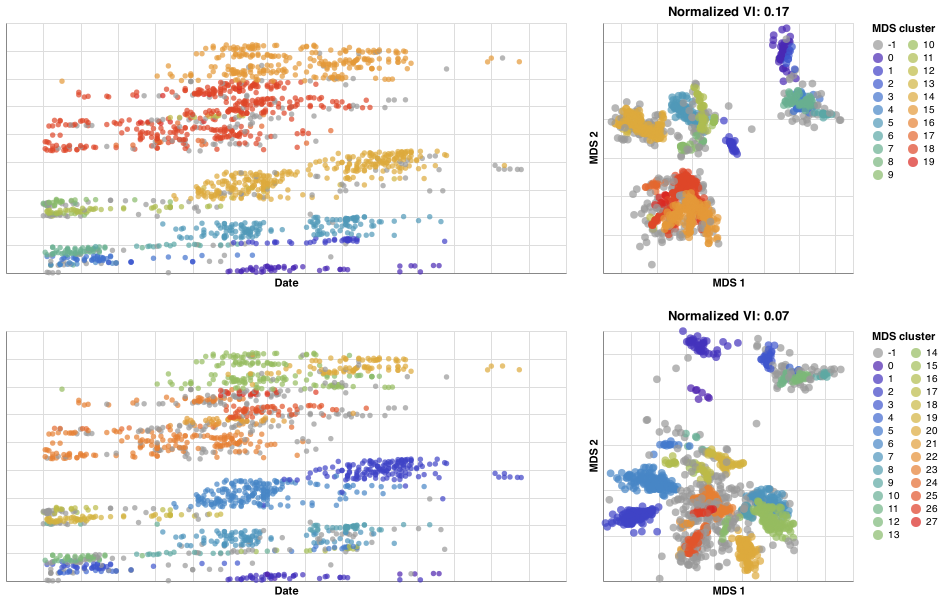 Normalized VI: 0.17
MDS cluster
-1 10
0 11
1 12
2 13
3 14
4 15
5 16
6 17
7 18
8 19
9
MDS 2
Date
MDS 1
Normalized VI: 0.07
MDS cluster
-1 14
0 15
1 16
2 17
3 18
4 19
5 20
6 21
7 22
8 23
9 24
10 25
11 26
12 27
13
MDS 2
Date
MDS 1